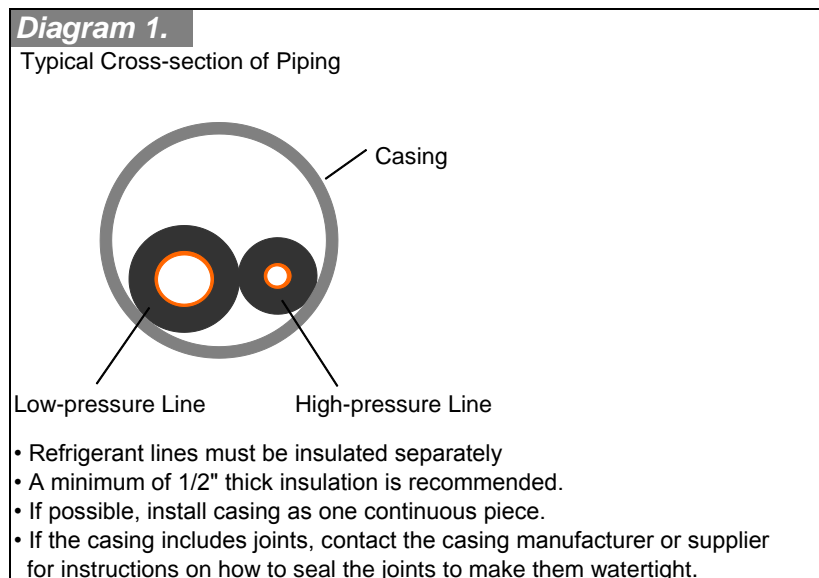 Diagram 1.
Typical Cross-section of Piping
Casing
Low-pressure Line
High-pressure Line
• Refrigerant lines must be insulated separately
• A minimum of 1/2" thick insulation is recommended.
• If possible, install casing as one continuous piece.
• If the casing includes joints, contact the casing manufacturer or supplier
for instructions on how to seal the joints to make them watertight.